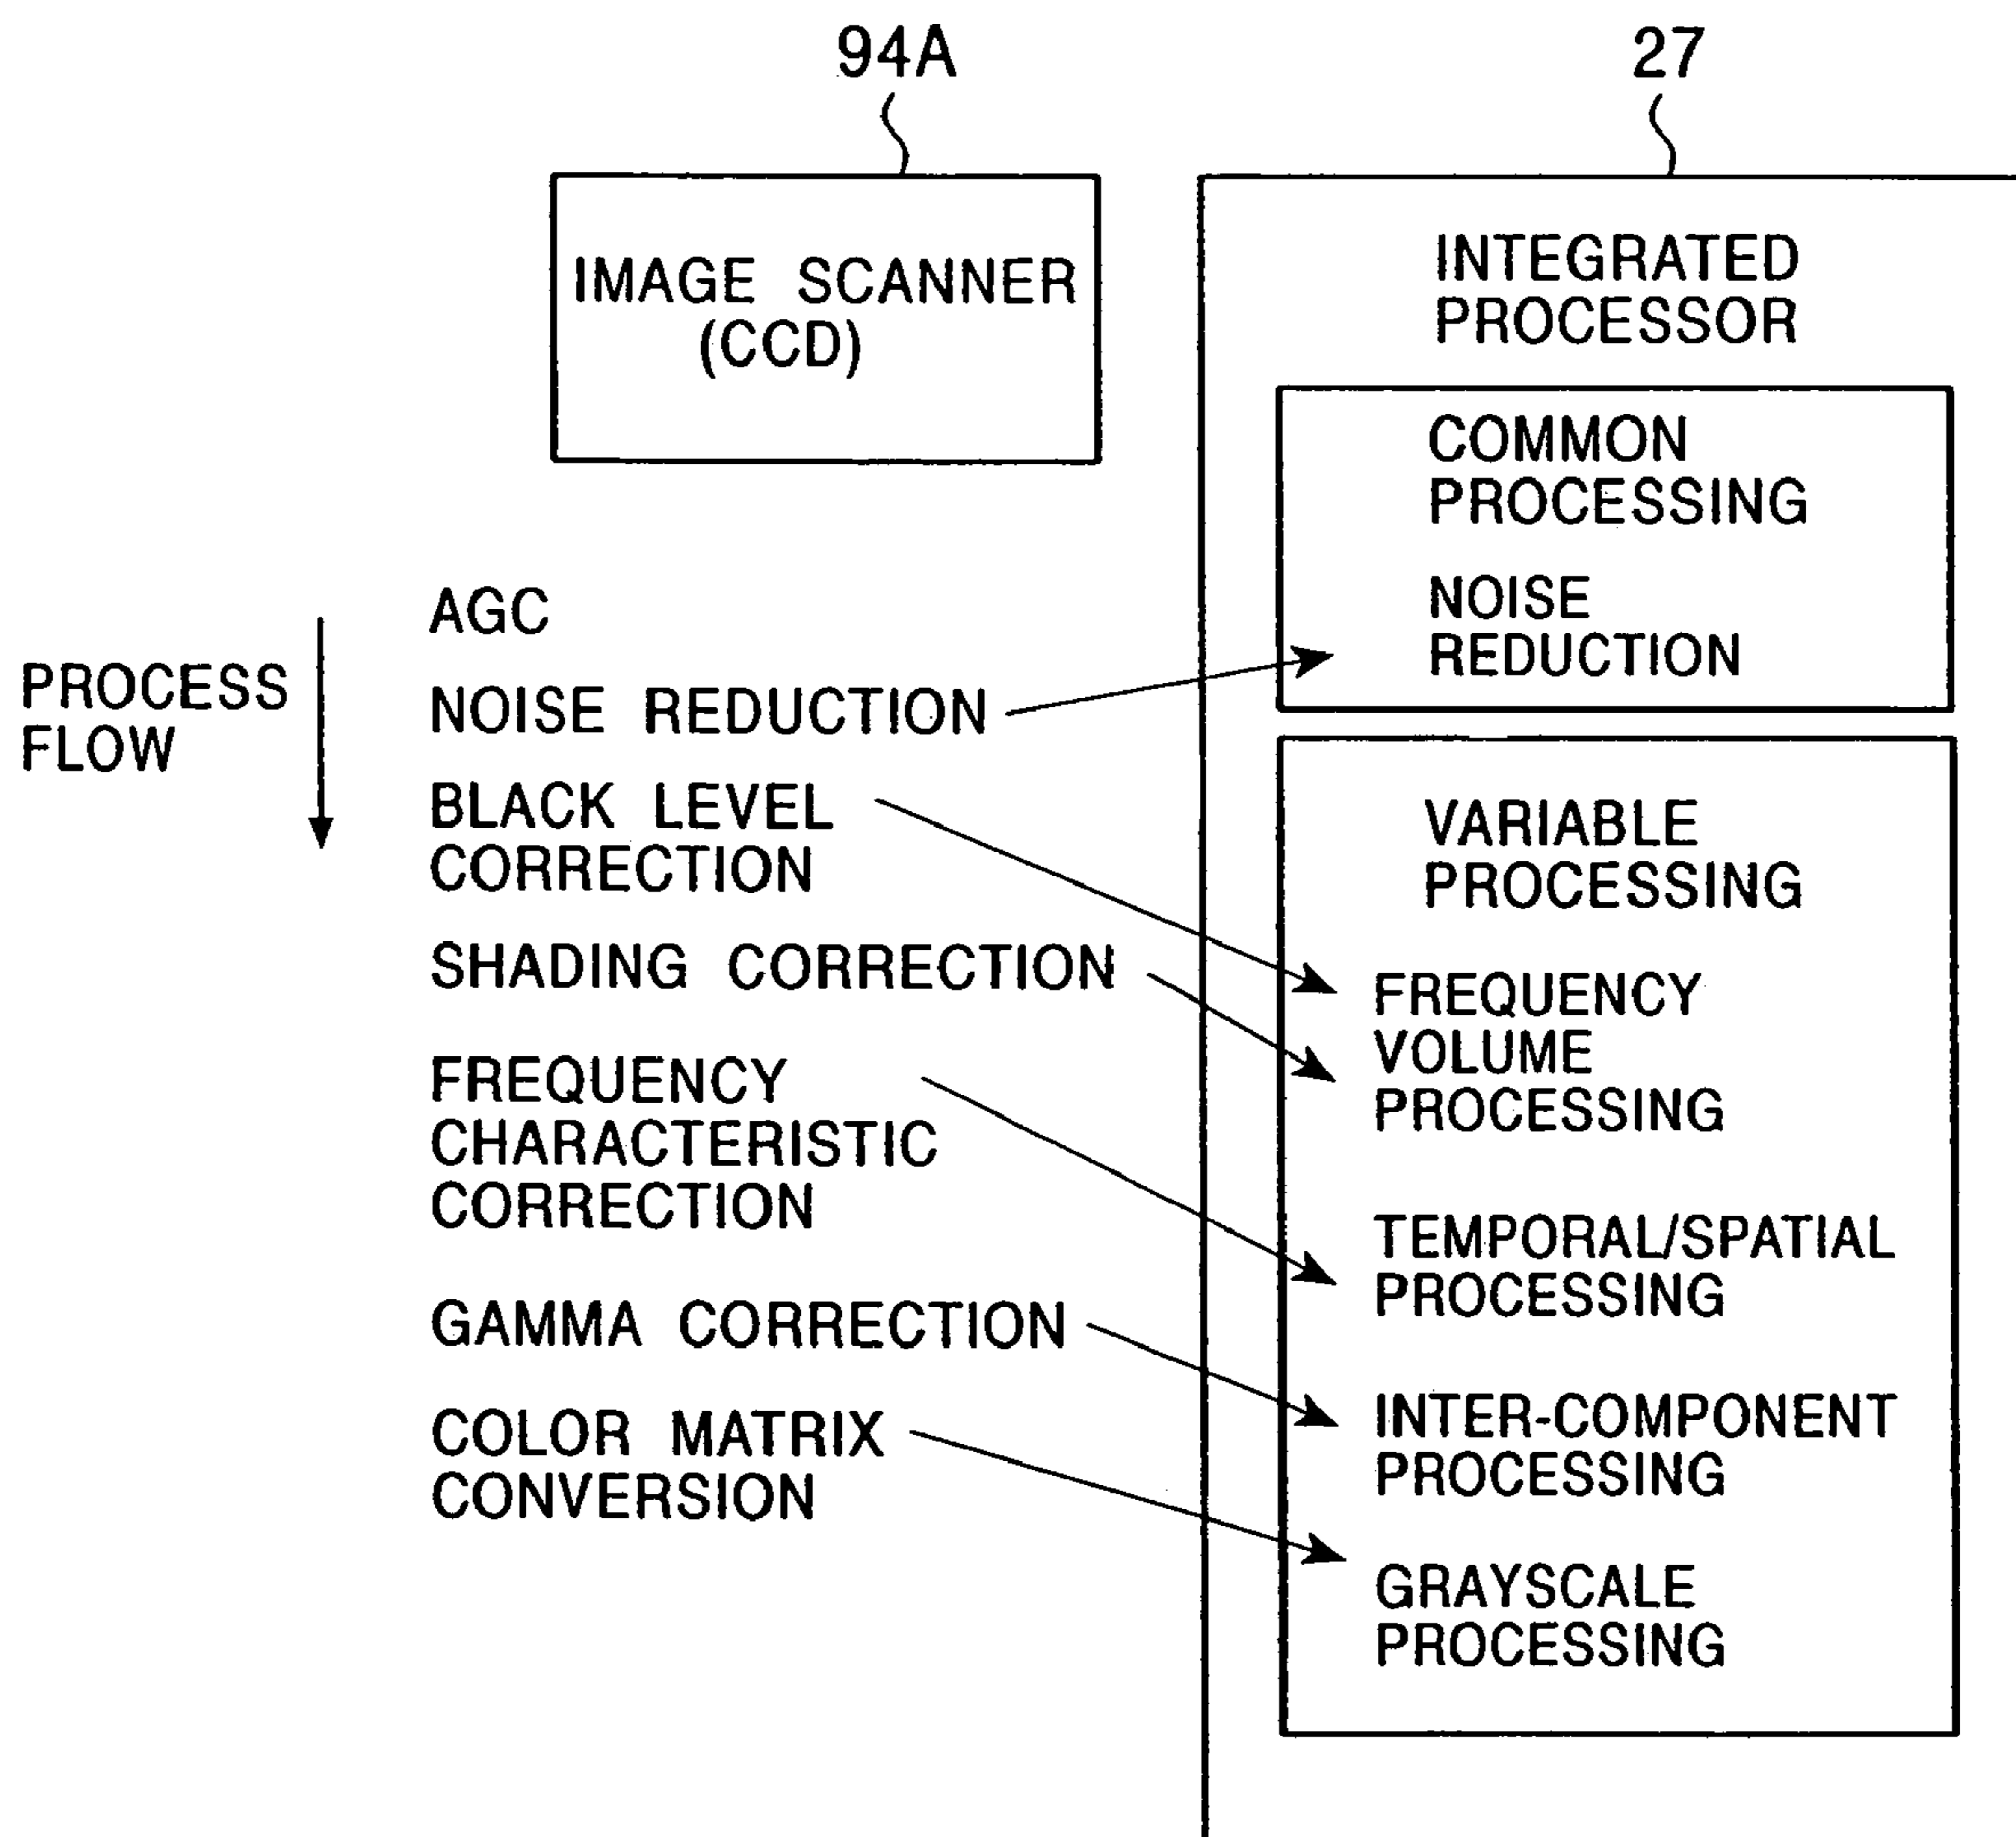 94A
27
IMAGE SCANNER
(CCD)
INTEGRATED
PROCESSOR
COMMON
PROCESSING
NOISE
REDUCTION
PROCESS
FLOW
AGC
NOISE REDUCTION
BLACK LEVEL
CORRECTION
SHADING CORRECTION
FREQUENCY
CHARACTERISTIC
CORRECTION
GAMMA CORRECTION
COLOR MATRIX
CONVERSION
VARIABLE
PROCESSING
FREQUENCY
VOLUME
PROCESSING
TEMPORAL/SPATIAL
PROCESSING
INTER-COMPONENT
PROCESSING
GRAYSCALE
PROCESSING